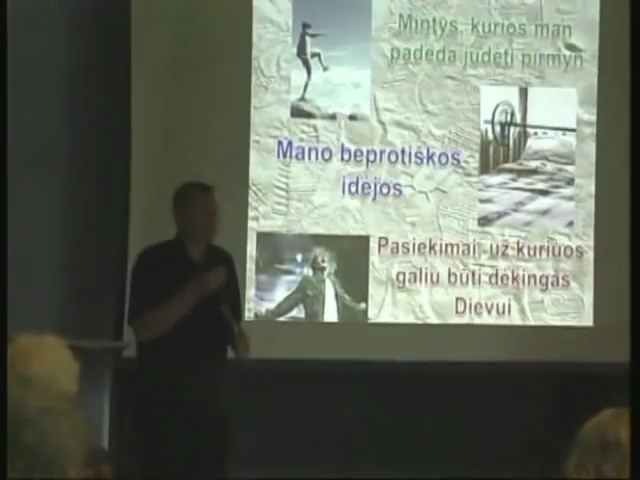 Mintys, kurios man
padeda judėti pirmyn
Mano beprotiškos
idėjos
Pasiekimai, už kuriuos
galiu būti dėkingas
Dievui